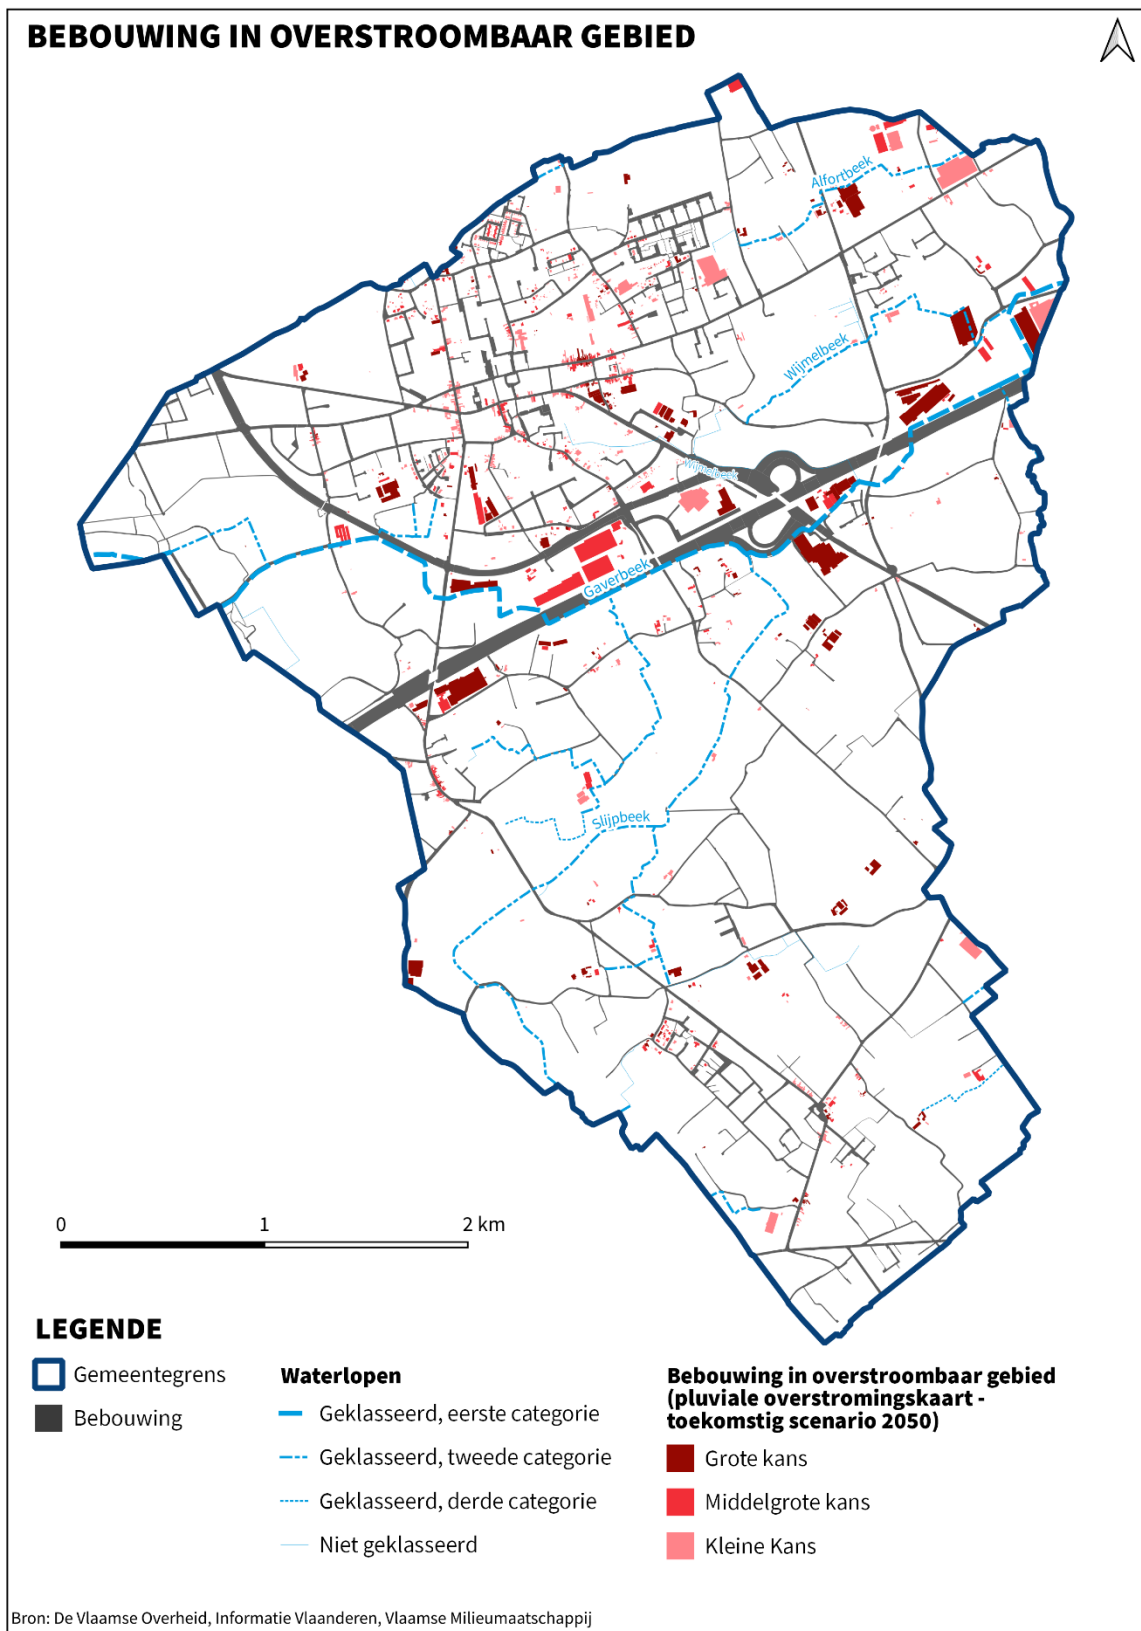 BEBOUWING IN OVERSTROOMBAAR GEBIED
Alfortbeek
Wijmelbeek
Wijmelbeek
Gaverbeek
Slijpbeek
0 1 2 km
LEGENDE
Gemeentegrens
Bebouwing
Waterlopen
Geklasseerd, eerste categorie
Geklasseerd, tweede categorie
Geklasseerd, derde categorie
Niet geklasseerd
Bebouwing in overstroombaar gebied
(pluviale overstromingskaart -
toekomstig scenario 2050)
Grote kans
Middelgrote kans
Kleine Kans
Bron: De Vlaamse Overheid, Informatie Vlaanderen, Vlaamse Milieumaatschappij